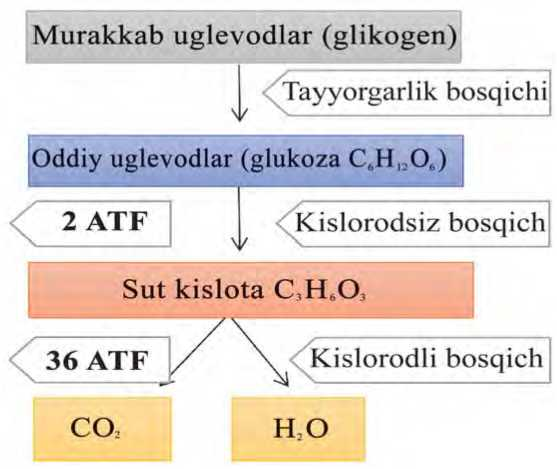 Murakkab uglevodlar (glikogen)
Tayyorgarlik bosqichi
Oddiy uglevodlar (glukoza C₆H₁₂O₆)
2 ATF
Kislorodsiz bosqich
Sut kislota C₃H₆O₃
36 ATF
Kislorodli bosqich
CO₂
H₂O